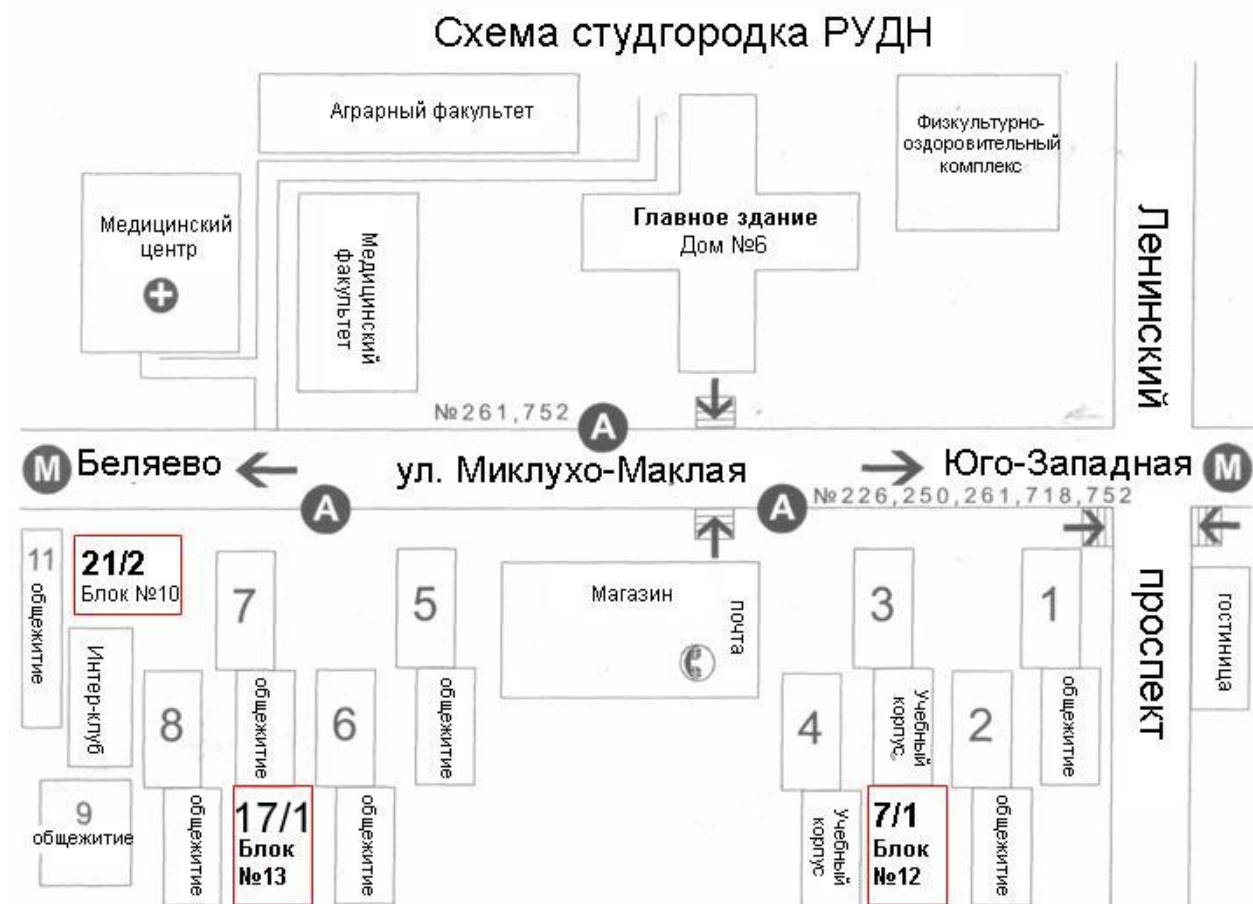 Схема студгородка РУДН
Аграрный факультет
Физкультурно-
оздоровительный
комплекс
Медицинский
центр
Медицинский
факультет
Главное здание
Дом №6
Ленинский
№261,752
А
М Беляево
ул. Миклухо-Маклая
Юго-Западная М
А
А
№226,250,261,718,752
проспект
11
общежитие
21/2
Блок №10
7
общежитие
5
общежитие
Магазин
почта
3
Учебный
корпус
1
общежитие
гостиница
Интер-клуб
8
общежитие
6
общежитие
4
Учебный
корпус
2
общежитие
9
общежитие
17/1
Блок
№13
7/1
Блок
№12